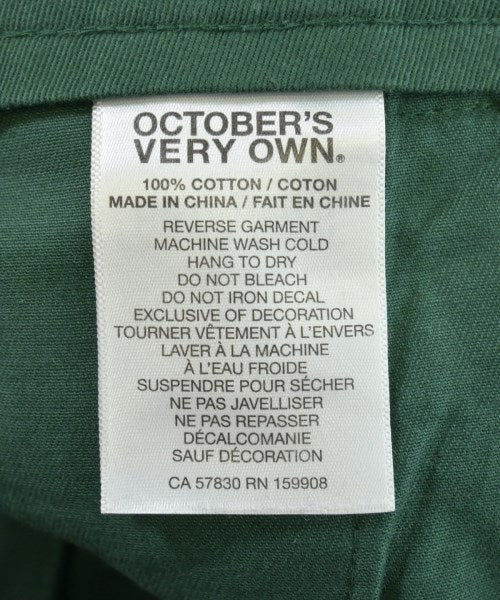 OCTOBER'S
VERY OWN®
100% COTTON / COTON
MADE IN CHINA / FAIT EN CHINE
REVERSE GARMENT
MACHINE WASH COLD
HANG TO DRY
DO NOT BLEACH
DO NOT IRON DECAL
EXCLUSIVE OF DECORATION
TOURNER VÊTEMENT À L'ENVERS
LAVER À LA MACHINE
À L'EAU FROIDE
SUSPENDRE POUR SÉCHER
NE PAS JAVELLISER
NE PAS REPASSER
DÉCALCOMANIE
SAUF DÉCORATION
CA 57830 RN 159908